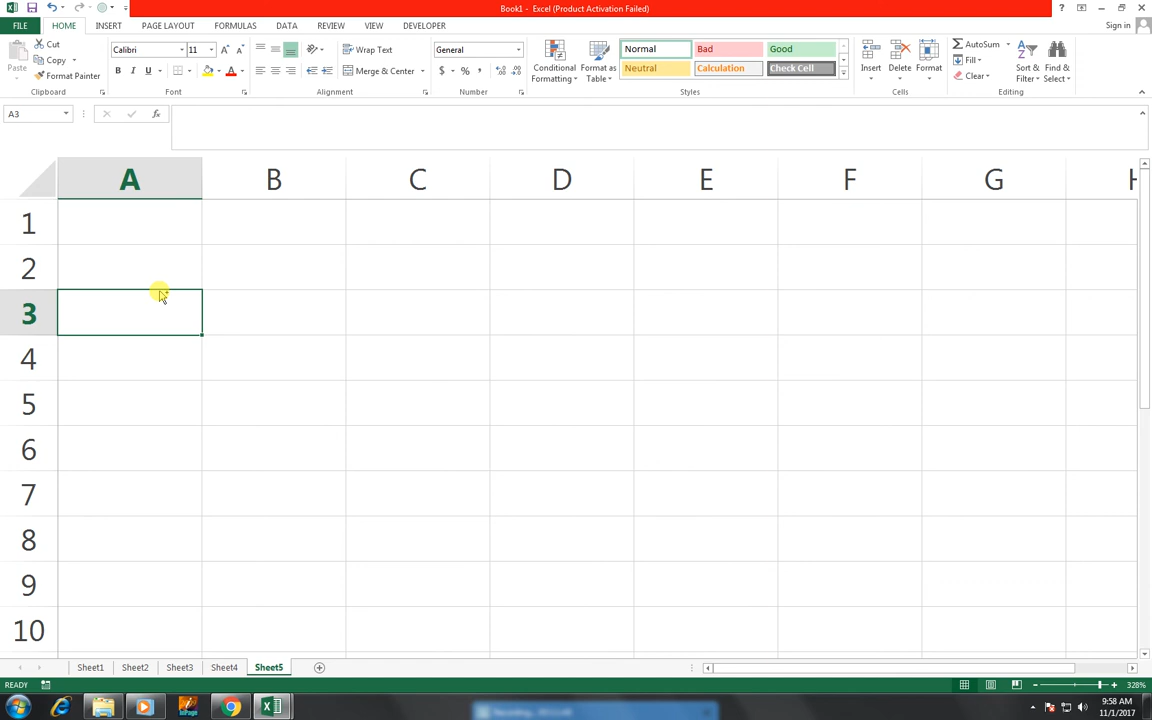 Book1 - Excel (Product Activation Failed)
FILE HOME INSERT PAGE LAYOUT FORMULAS DATA REVIEW VIEW DEVELOPER Sign in
Paste Cut Copy Format Painter Clipboard
Calibri 11 B I U Font
Wrap Text Merge & Center Alignment
General $ % , Number
Conditional Formatting Format as Table Normal Bad Good
Neutral Calculation Check Cell Styles
Insert Delete Format Cells
AutoSum Fill Clear Sort & Filter Find & Select Editing
A3 fx
A B C D E F G H
1
2
3
4
5
6
7
8
9
10
Sheet1 Sheet2 Sheet3 Sheet4 Sheet5
READY 328%
InPage 9:58 AM
11/1/2017